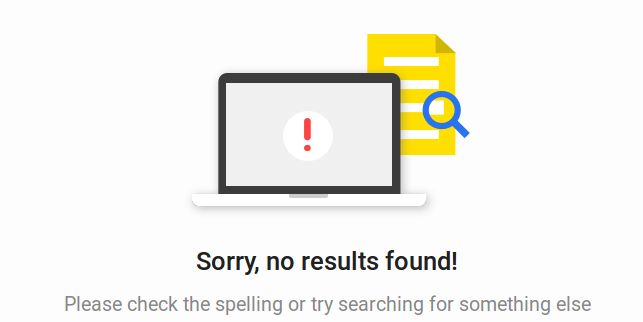 Sorry, no results found!
Please check the spelling or try searching for something else